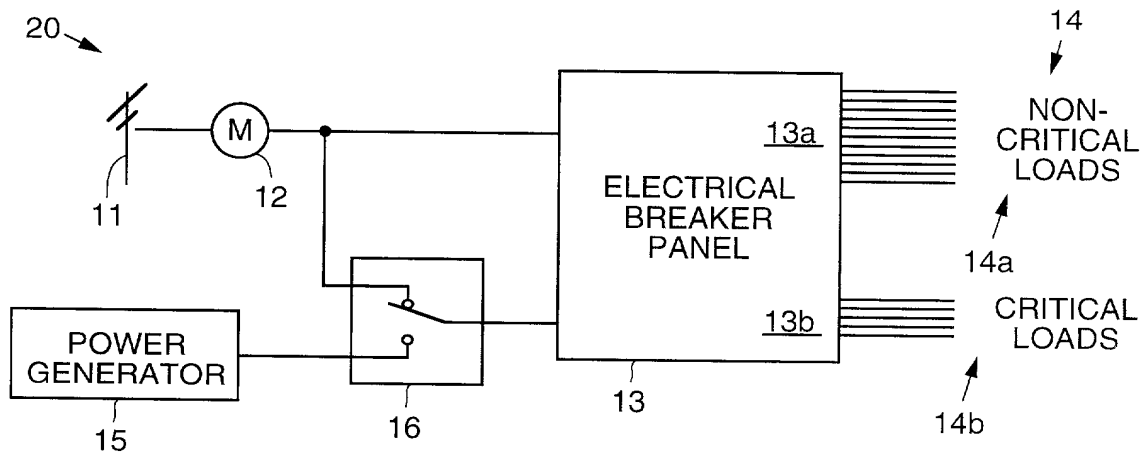 20
14
M
11
12
13a
NON-
CRITICAL
LOADS
ELECTRICAL
BREAKER
PANEL
14a
13b
CRITICAL
LOADS
POWER
GENERATOR
15
16
13
14b